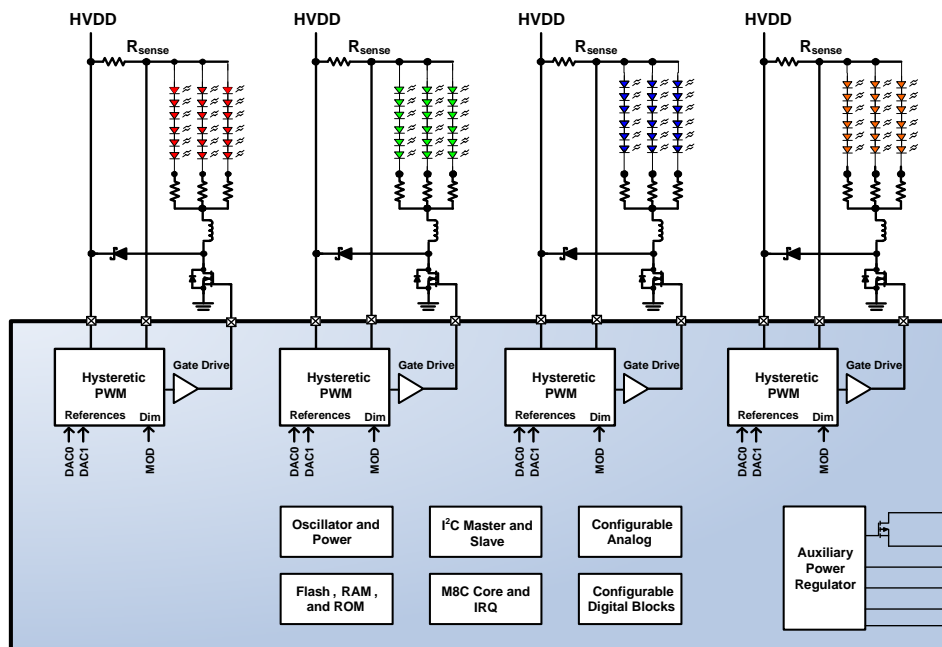 HVDD
HVDD
HVDD
HVDD
Rsense
Rsense
Rsense
Rsense
Hysteretic
PWM
References Dim
Gate Drive
DAC0
DAC1
MOD
Hysteretic
PWM
References Dim
Gate Drive
DAC0
DAC1
MOD
Hysteretic
PWM
References Dim
Gate Drive
DAC0
DAC1
MOD
Hysteretic
PWM
References Dim
Gate Drive
DAC0
DAC1
MOD
Oscillator and
Power
I²C Master and
Slave
Configurable
Analog
Flash , RAM ,
and ROM
M8C Core and
IRQ
Configurable
Digital Blocks
Auxiliary
Power
Regulator